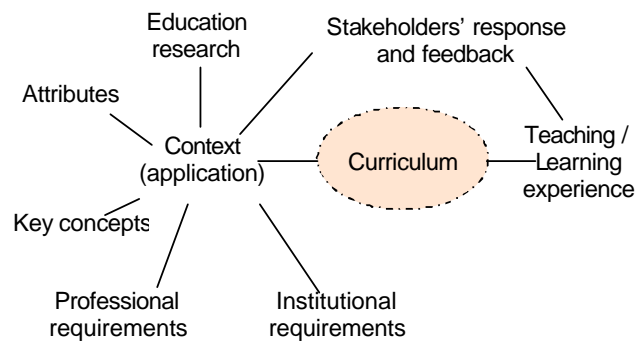 Education
research
Stakeholders’ response
and feedback
Attributes
Context
(application)
Curriculum
Teaching /
Learning
experience
Key concepts
Professional
requirements
Institutional
requirements